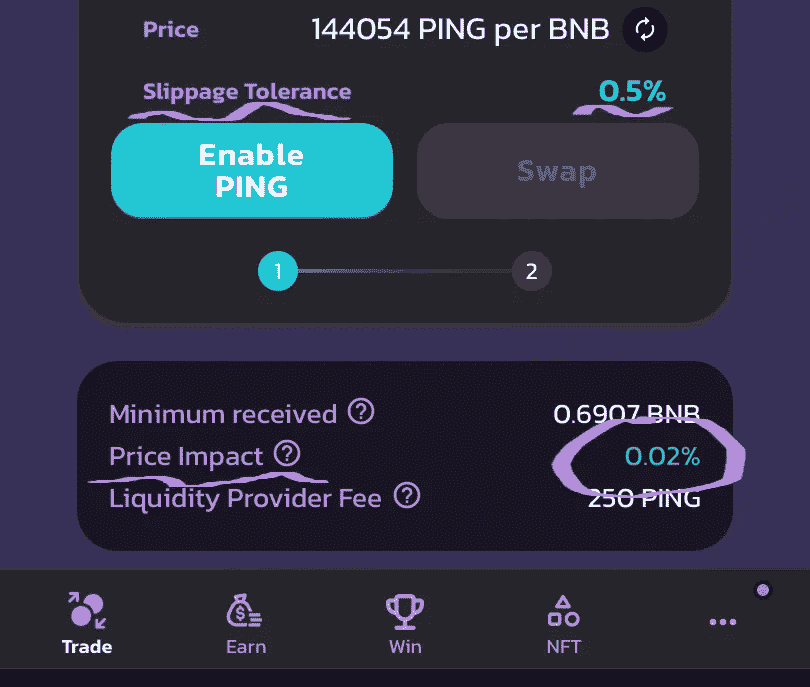 Price 144054 PING per BNB
Slippage Tolerance 0.5%
Enable
PING
Swap
1 2
Minimum received ? 0.6907 BNB
Price Impact ? 0.02%
Liquidity Provider Fee ? 250 PING
Trade Earn Win NFT